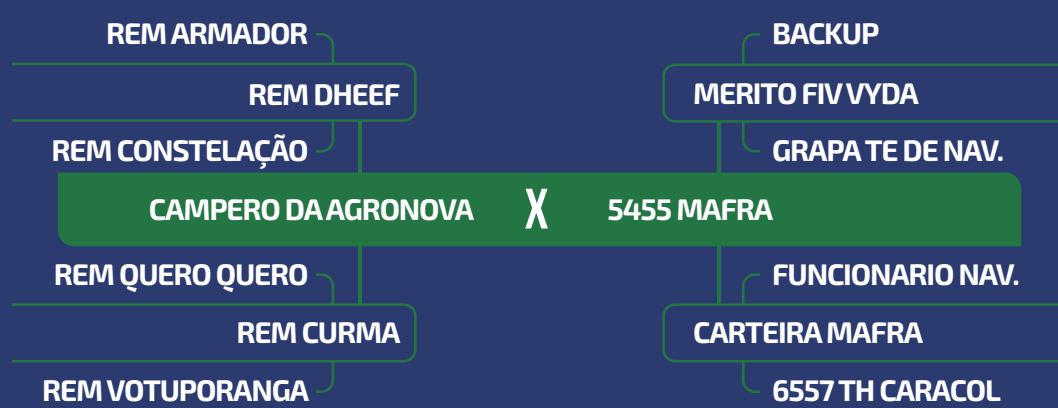 REM ARMADOR
BACKUP
REM DHEEF
MERITO FIV VYDA
REM CONSTELAÇÃO
GRAPA TE DE NAV.
CAMPERO DA AGRONOVA X 5455 MAFRA
REM QUERO QUERO
FUNCIONARIO NAV.
REM CURMA
CARTEIRA MAFRA
REM VOTUPORANGA
6557 TH CARACOL